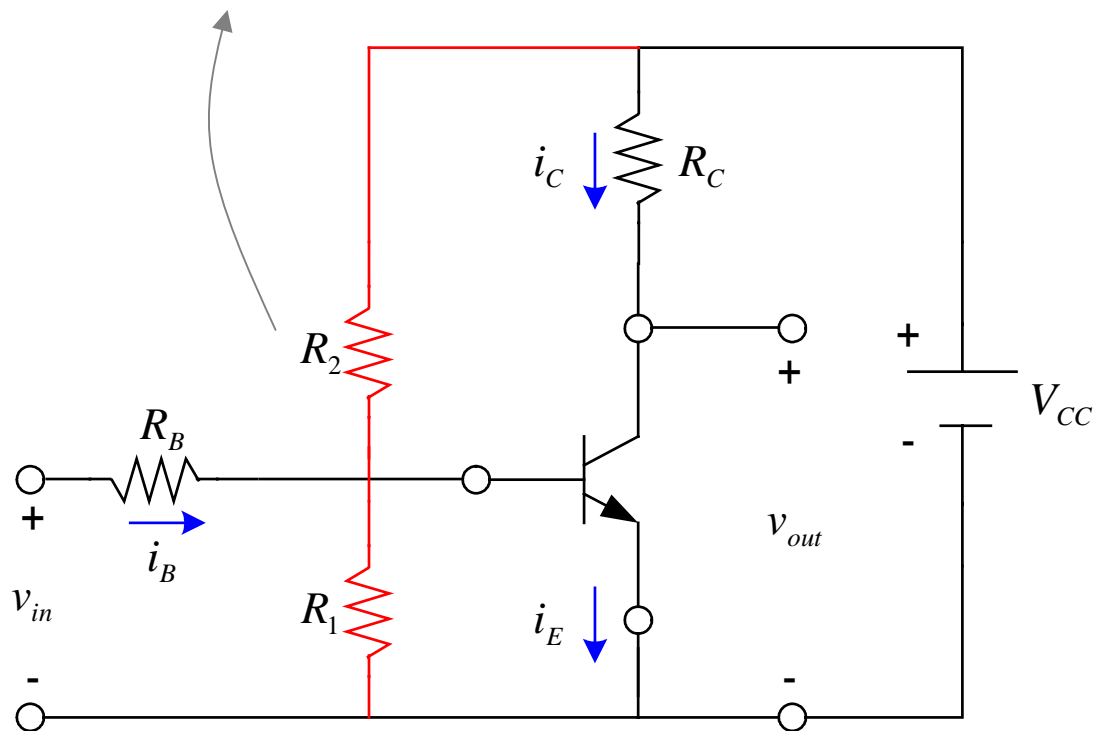 i_C
R_C
R_2
+
+
V_CC
-
R_B
+
i_B
v_out
v_in
R_1
i_E
-
-